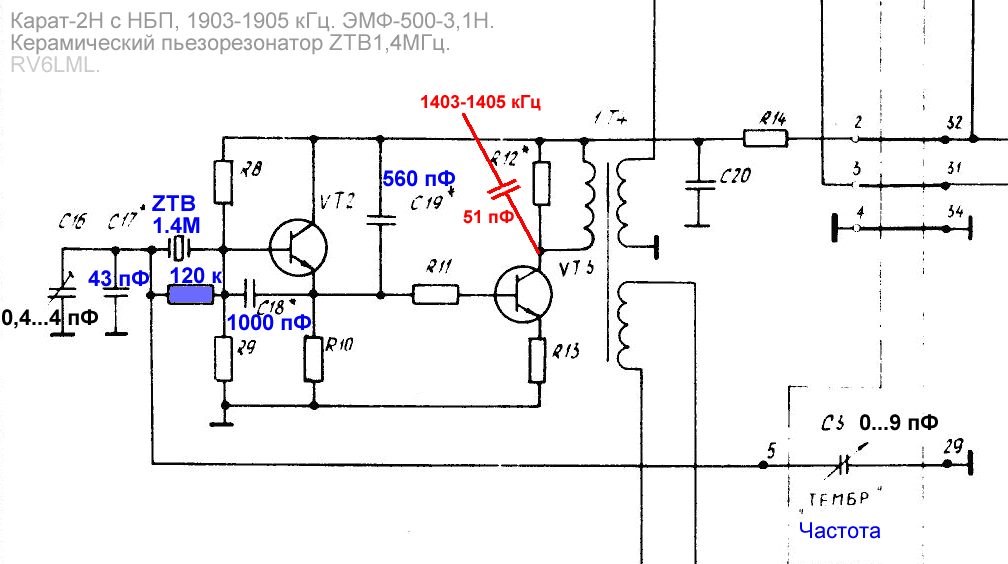 Карат-2Н с НБП, 1903-1905 кГц. ЭМФ-500-3,1Н.
Керамический пьезорезонатор ZTB1,4МГц.
RV6LML.
1403-1405 кГц
1 Т4
R14
2
32
R8
R12*
560 пФ
C19*
VT2
C20
3
31
ZTB
1.4М
C16
C17*
51 пФ
4
34
VT3
43 пФ
120 к
R11
0,4...4 пФ
C18*
1000 пФ
R9
R10
R13
C3
0...9 пФ
5
29
"ТЕМБР"
Частота